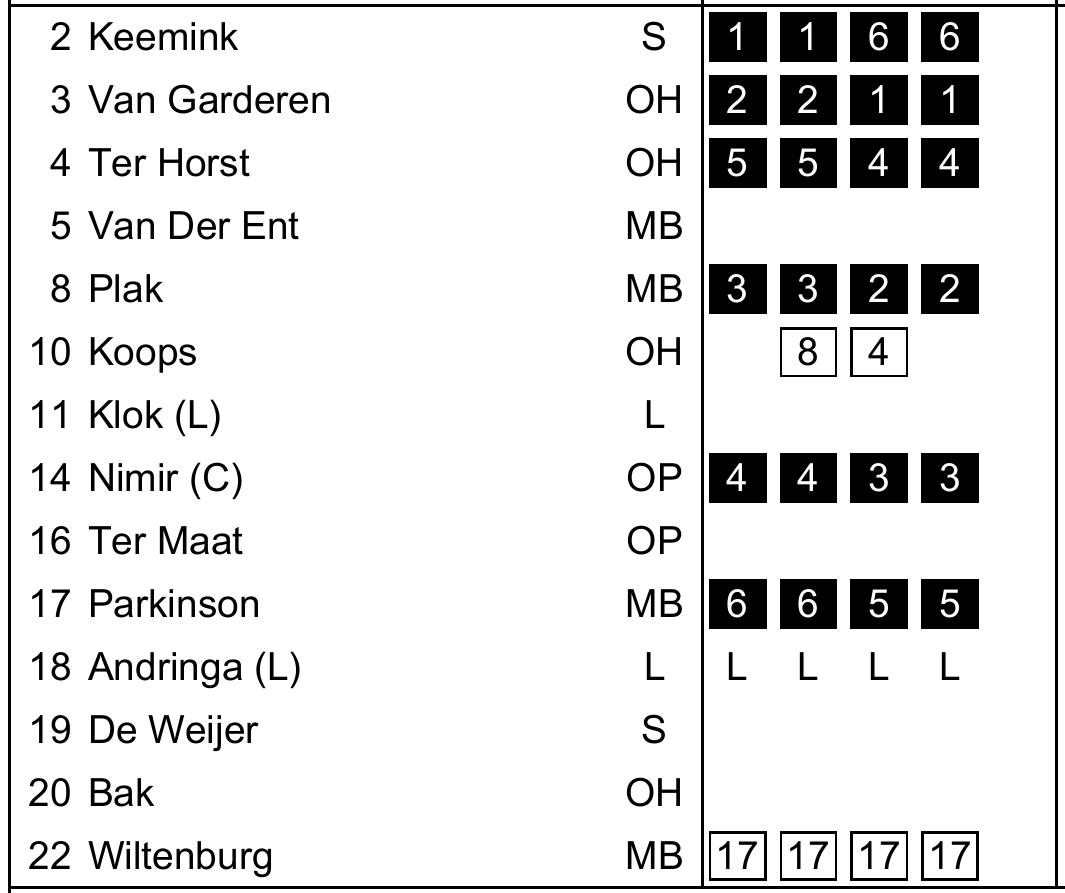 2 Keemink S 1 1 6 6
3 Van Garderen OH 2 2 1 1
4 Ter Horst OH 5 5 4 4
5 Van Der Ent MB
8 Plak MB 3 3 2 2
10 Koops OH 8 4
11 Klok (L) L
14 Nimir (C) OP 4 4 3 3
16 Ter Maat OP
17 Parkinson MB 6 6 5 5
18 Andringa (L) L L L L L
19 De Weijer S
20 Bak OH
22 Wiltenburg MB 17 17 17 17